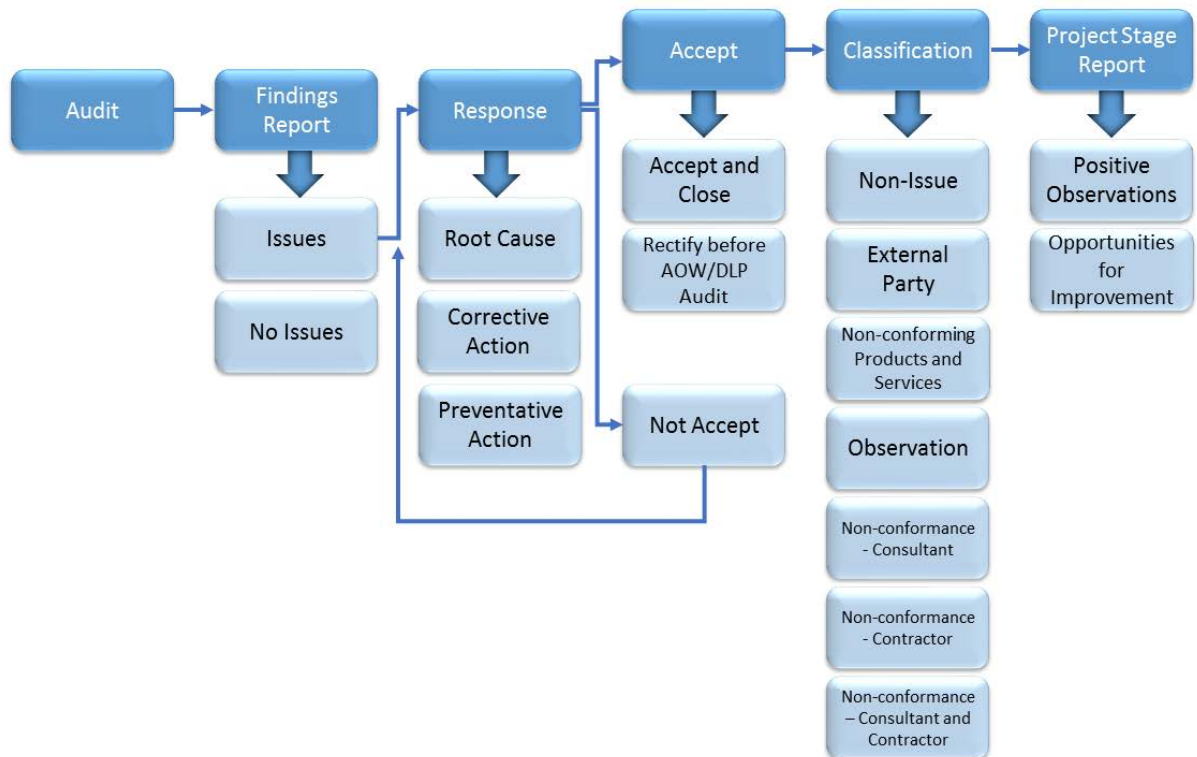 Audit
Findings
Report
Issues
No Issues
Response
Root Cause
Corrective
Action
Preventative
Action
Accept
Accept and
Close
Rectify before
AOW/DLP
Audit
Not Accept
Classification
Non-Issue
External
Party
Non-conforming
Products and
Services
Observation
Non-conformance
- Consultant
Non-conformance
- Contractor
Non-conformance
– Consultant and
Contractor
Project Stage
Report
Positive
Observations
Opportunities
for
Improvement